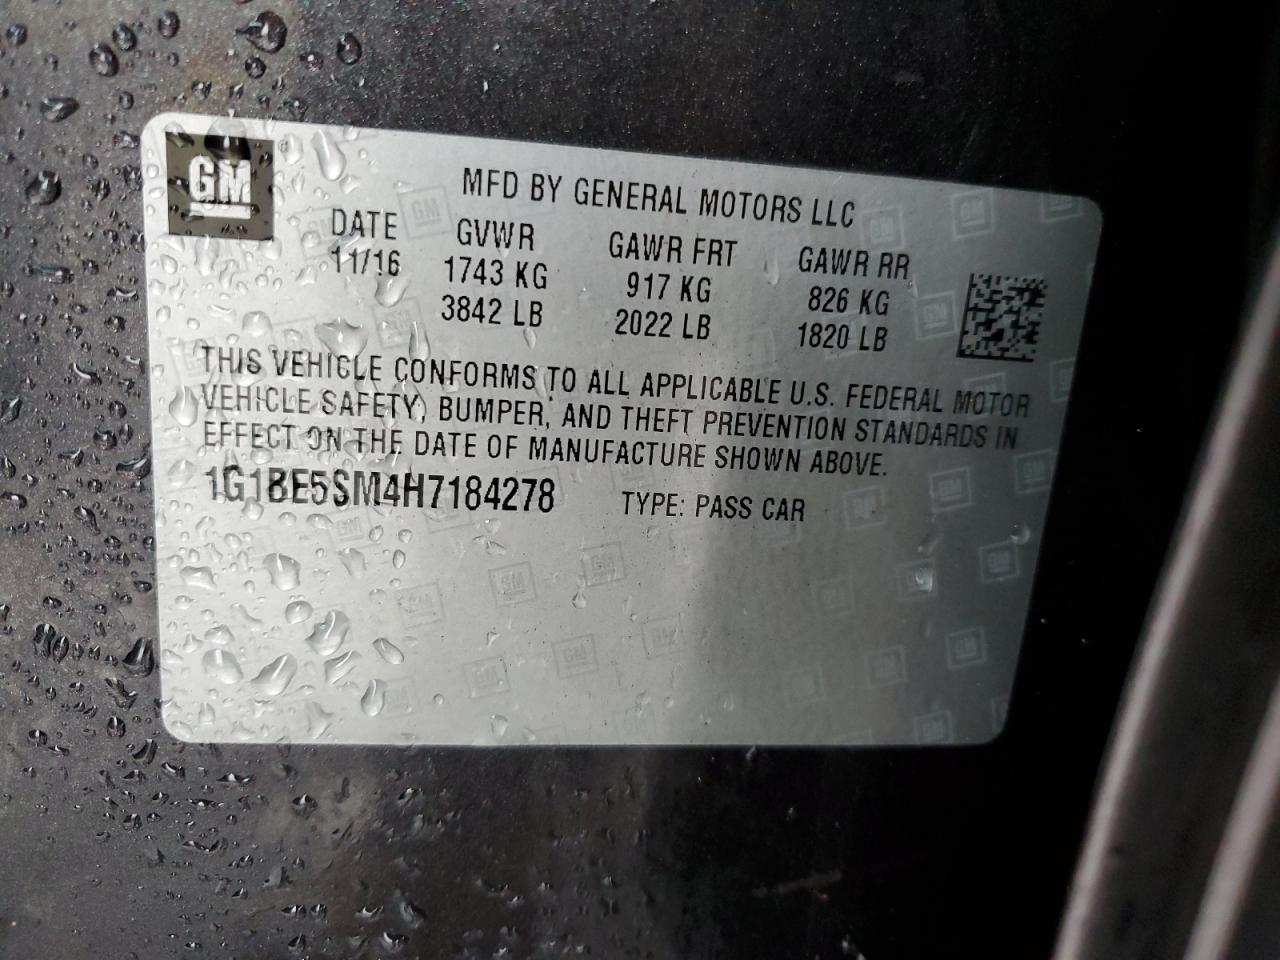 GM
MFD BY GENERAL MOTORS LLC
DATE GVWR GAWR FRT GAWR RR
11/16 1743 KG 917 KG 826 KG
3842 LB 2022 LB 1820 LB
THIS VEHICLE CONFORMS TO ALL APPLICABLE U.S. FEDERAL MOTOR
VEHICLE SAFETY, BUMPER, AND THEFT PREVENTION STANDARDS IN
EFFECT ON THE DATE OF MANUFACTURE SHOWN ABOVE.
1G1BE5SM4H7184278 TYPE: PASS CAR